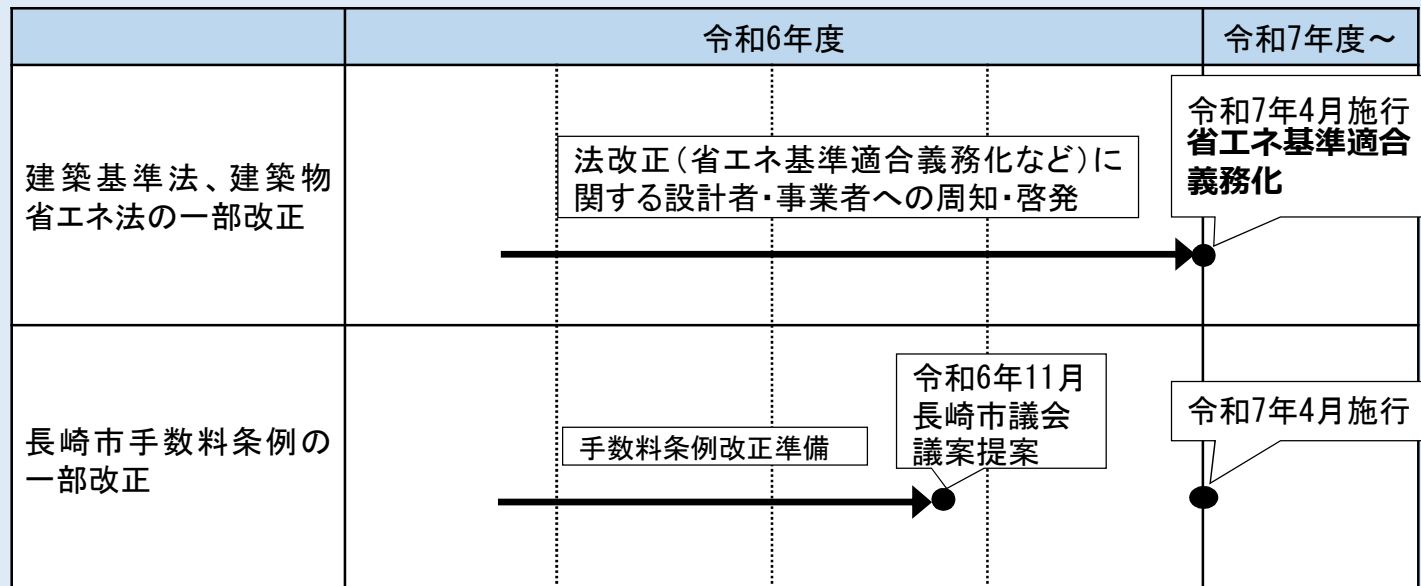 令和6年度
令和7年度～
建築基準法、建築物
省エネ法の一部改正
法改正（省エネ基準適合義務化など）に
関する設計者・事業者への周知・啓発
令和7年4月施行
省エネ基準適合
義務化
長崎市手数料条例の
一部改正
手数料条例改正準備
令和6年11月
長崎市議会
議案提案
令和7年4月施行